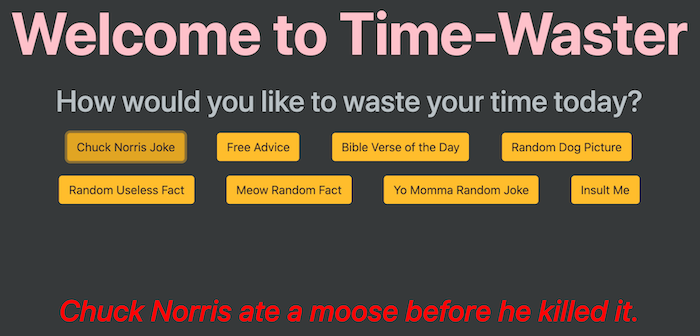 Welcome to Time-Waster
How would you like to waste your time today?
Chuck Norris Joke Free Advice Bible Verse of the Day Random Dog Picture
Random Useless Fact Meow Random Fact Yo Momma Random Joke Insult Me
Chuck Norris ate a moose before he killed it.